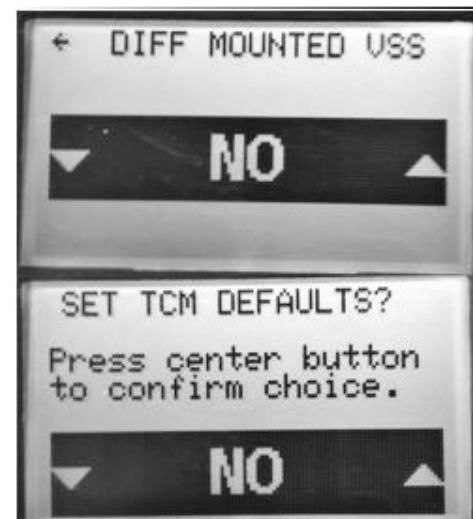 ← DIFF MOUNTED VSS
NO
SET TCM DEFAULTS?
Press center button
to confirm choice.
NO